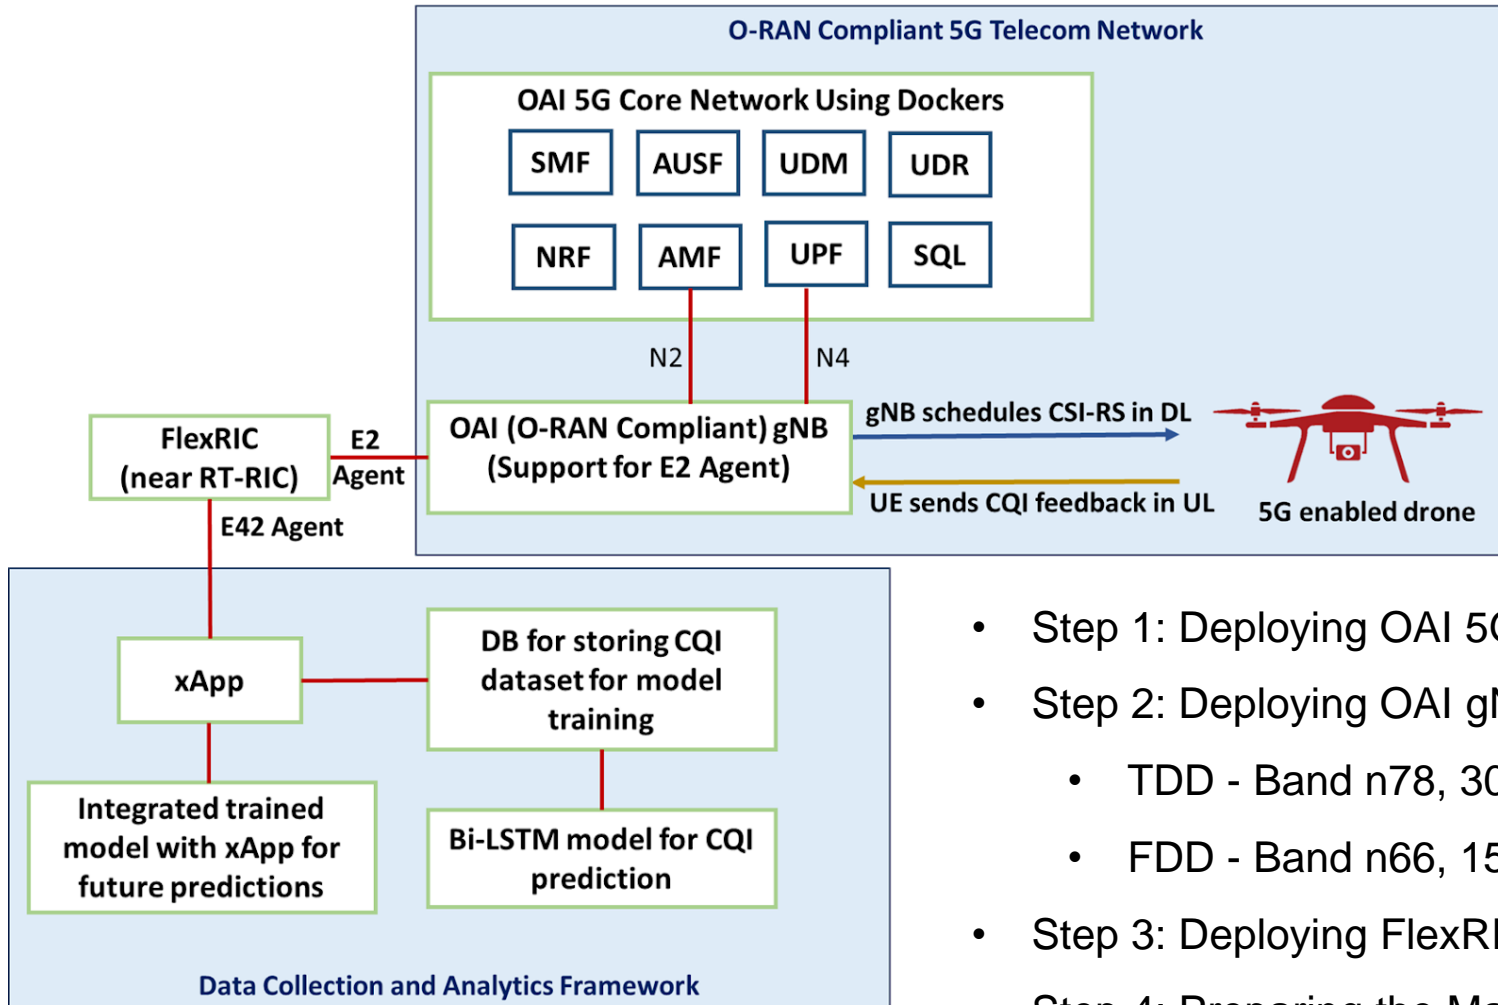 O-RAN Compliant 5G Telecom Network
OAI 5G Core Network Using Dockers
SMF
AUSF
UDM
UDR
NRF
AMF
UPF
SQL
N2
N4
FlexRIC
(near RT-RIC)
E2
Agent
OAI (O-RAN Compliant) gNB
(Support for E2 Agent)
gNB schedules CSI-RS in DL
UE sends CQI feedback in UL
5G enabled drone
E42 Agent
xApp
DB for storing CQI
dataset for model
training
Integrated trained
model with xApp for
future predictions
Bi-LSTM model for CQI
prediction
Data Collection and Analytics Framework
• Step 1: Deploying OAI
• Step 2: Deploying OAI
• TDD - Band n78,
• FDD - Band n66,
• Step 3: Deploying
Step 4: Preparing the